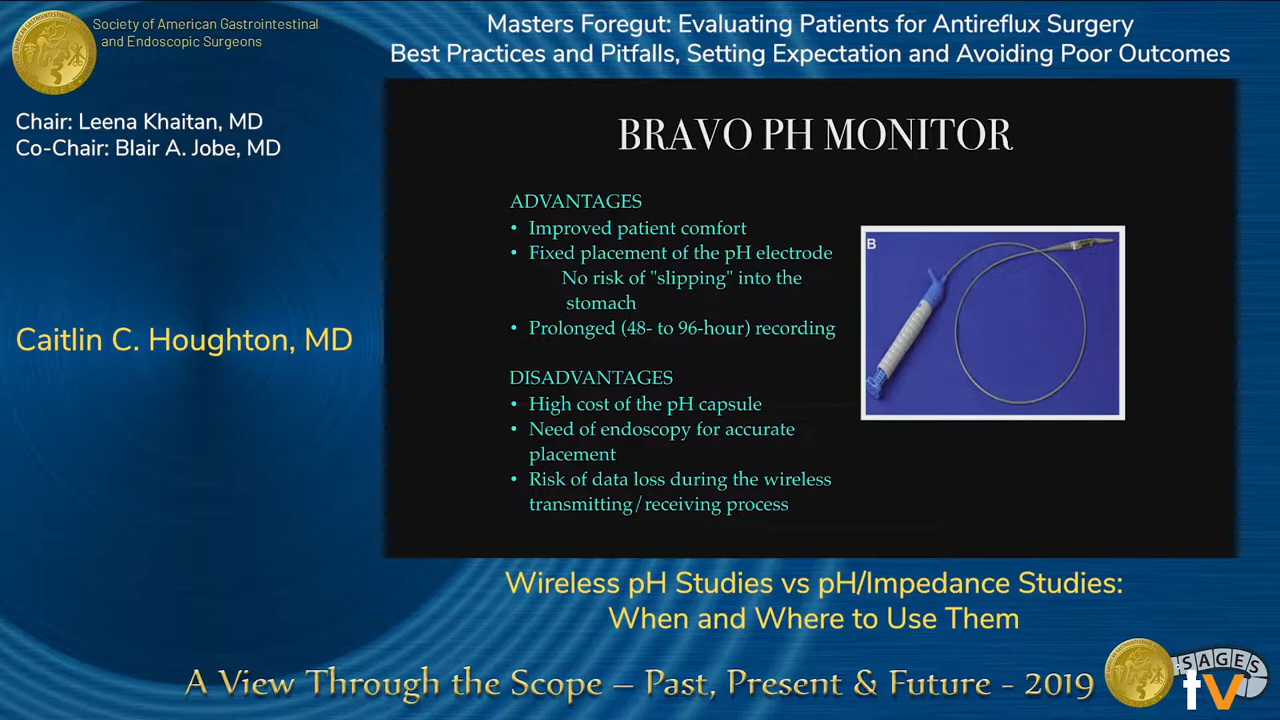 Society of American Gastrointestinal
and Endoscopic Surgeons
Masters Foregut: Evaluating Patients for Antireflux Surgery
Best Practices and Pitfalls, Setting Expectation and Avoiding Poor Outcomes
Chair: Leena Khaitan, MD
Co-Chair: Blair A. Jobe, MD
Caitlin C. Houghton, MD
BRAVO PH MONITOR
ADVANTAGES
• Improved patient comfort
• Fixed placement of the pH electrode
No risk of "slipping" into the
stomach
• Prolonged (48- to 96-hour) recording
DISADVANTAGES
• High cost of the pH capsule
• Need of endoscopy for accurate
placement
• Risk of data loss during the wireless
transmitting/receiving process
B
Wireless pH Studies vs pH/Impedance Studies:
When and Where to Use Them
A View Through the Scope – Past, Present & Future - 2019
SAGES
tv